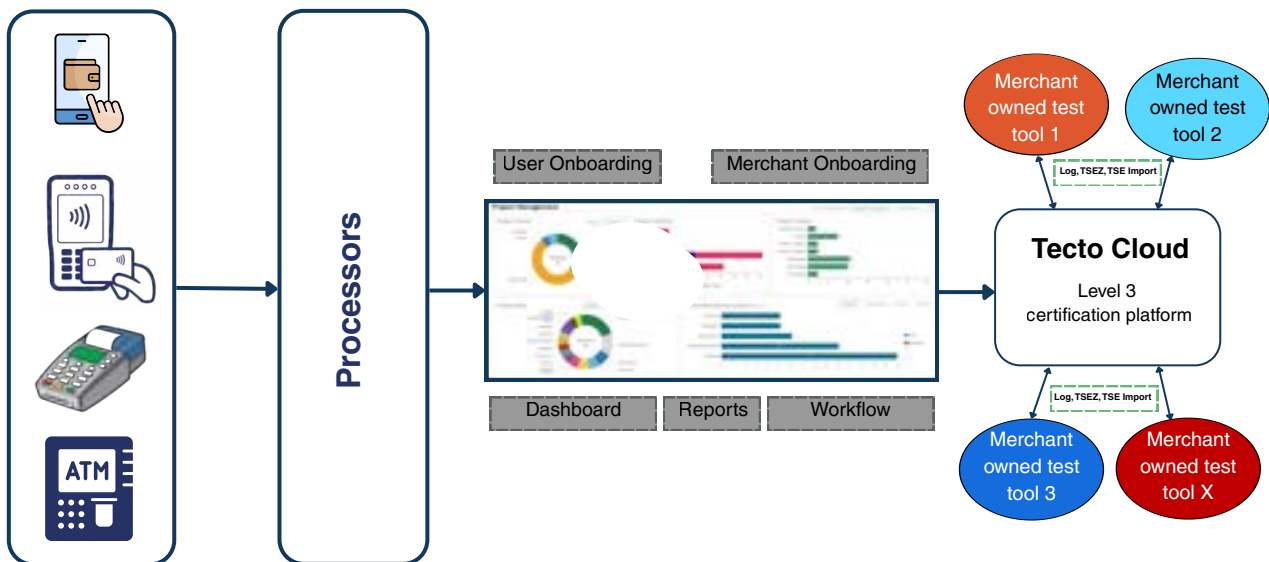 ATM
Processors
User Onboarding
Merchant Onboarding
Project Management
Dashboard
Reports
Workflow
Merchant
owned test
tool 1
Merchant
owned test
tool 2
Log, TSEZ, TSE Import
Tecto Cloud
Level 3
certification platform
Log, TSEZ, TSE Import
Merchant
owned test
tool 3
Merchant
owned test
tool X